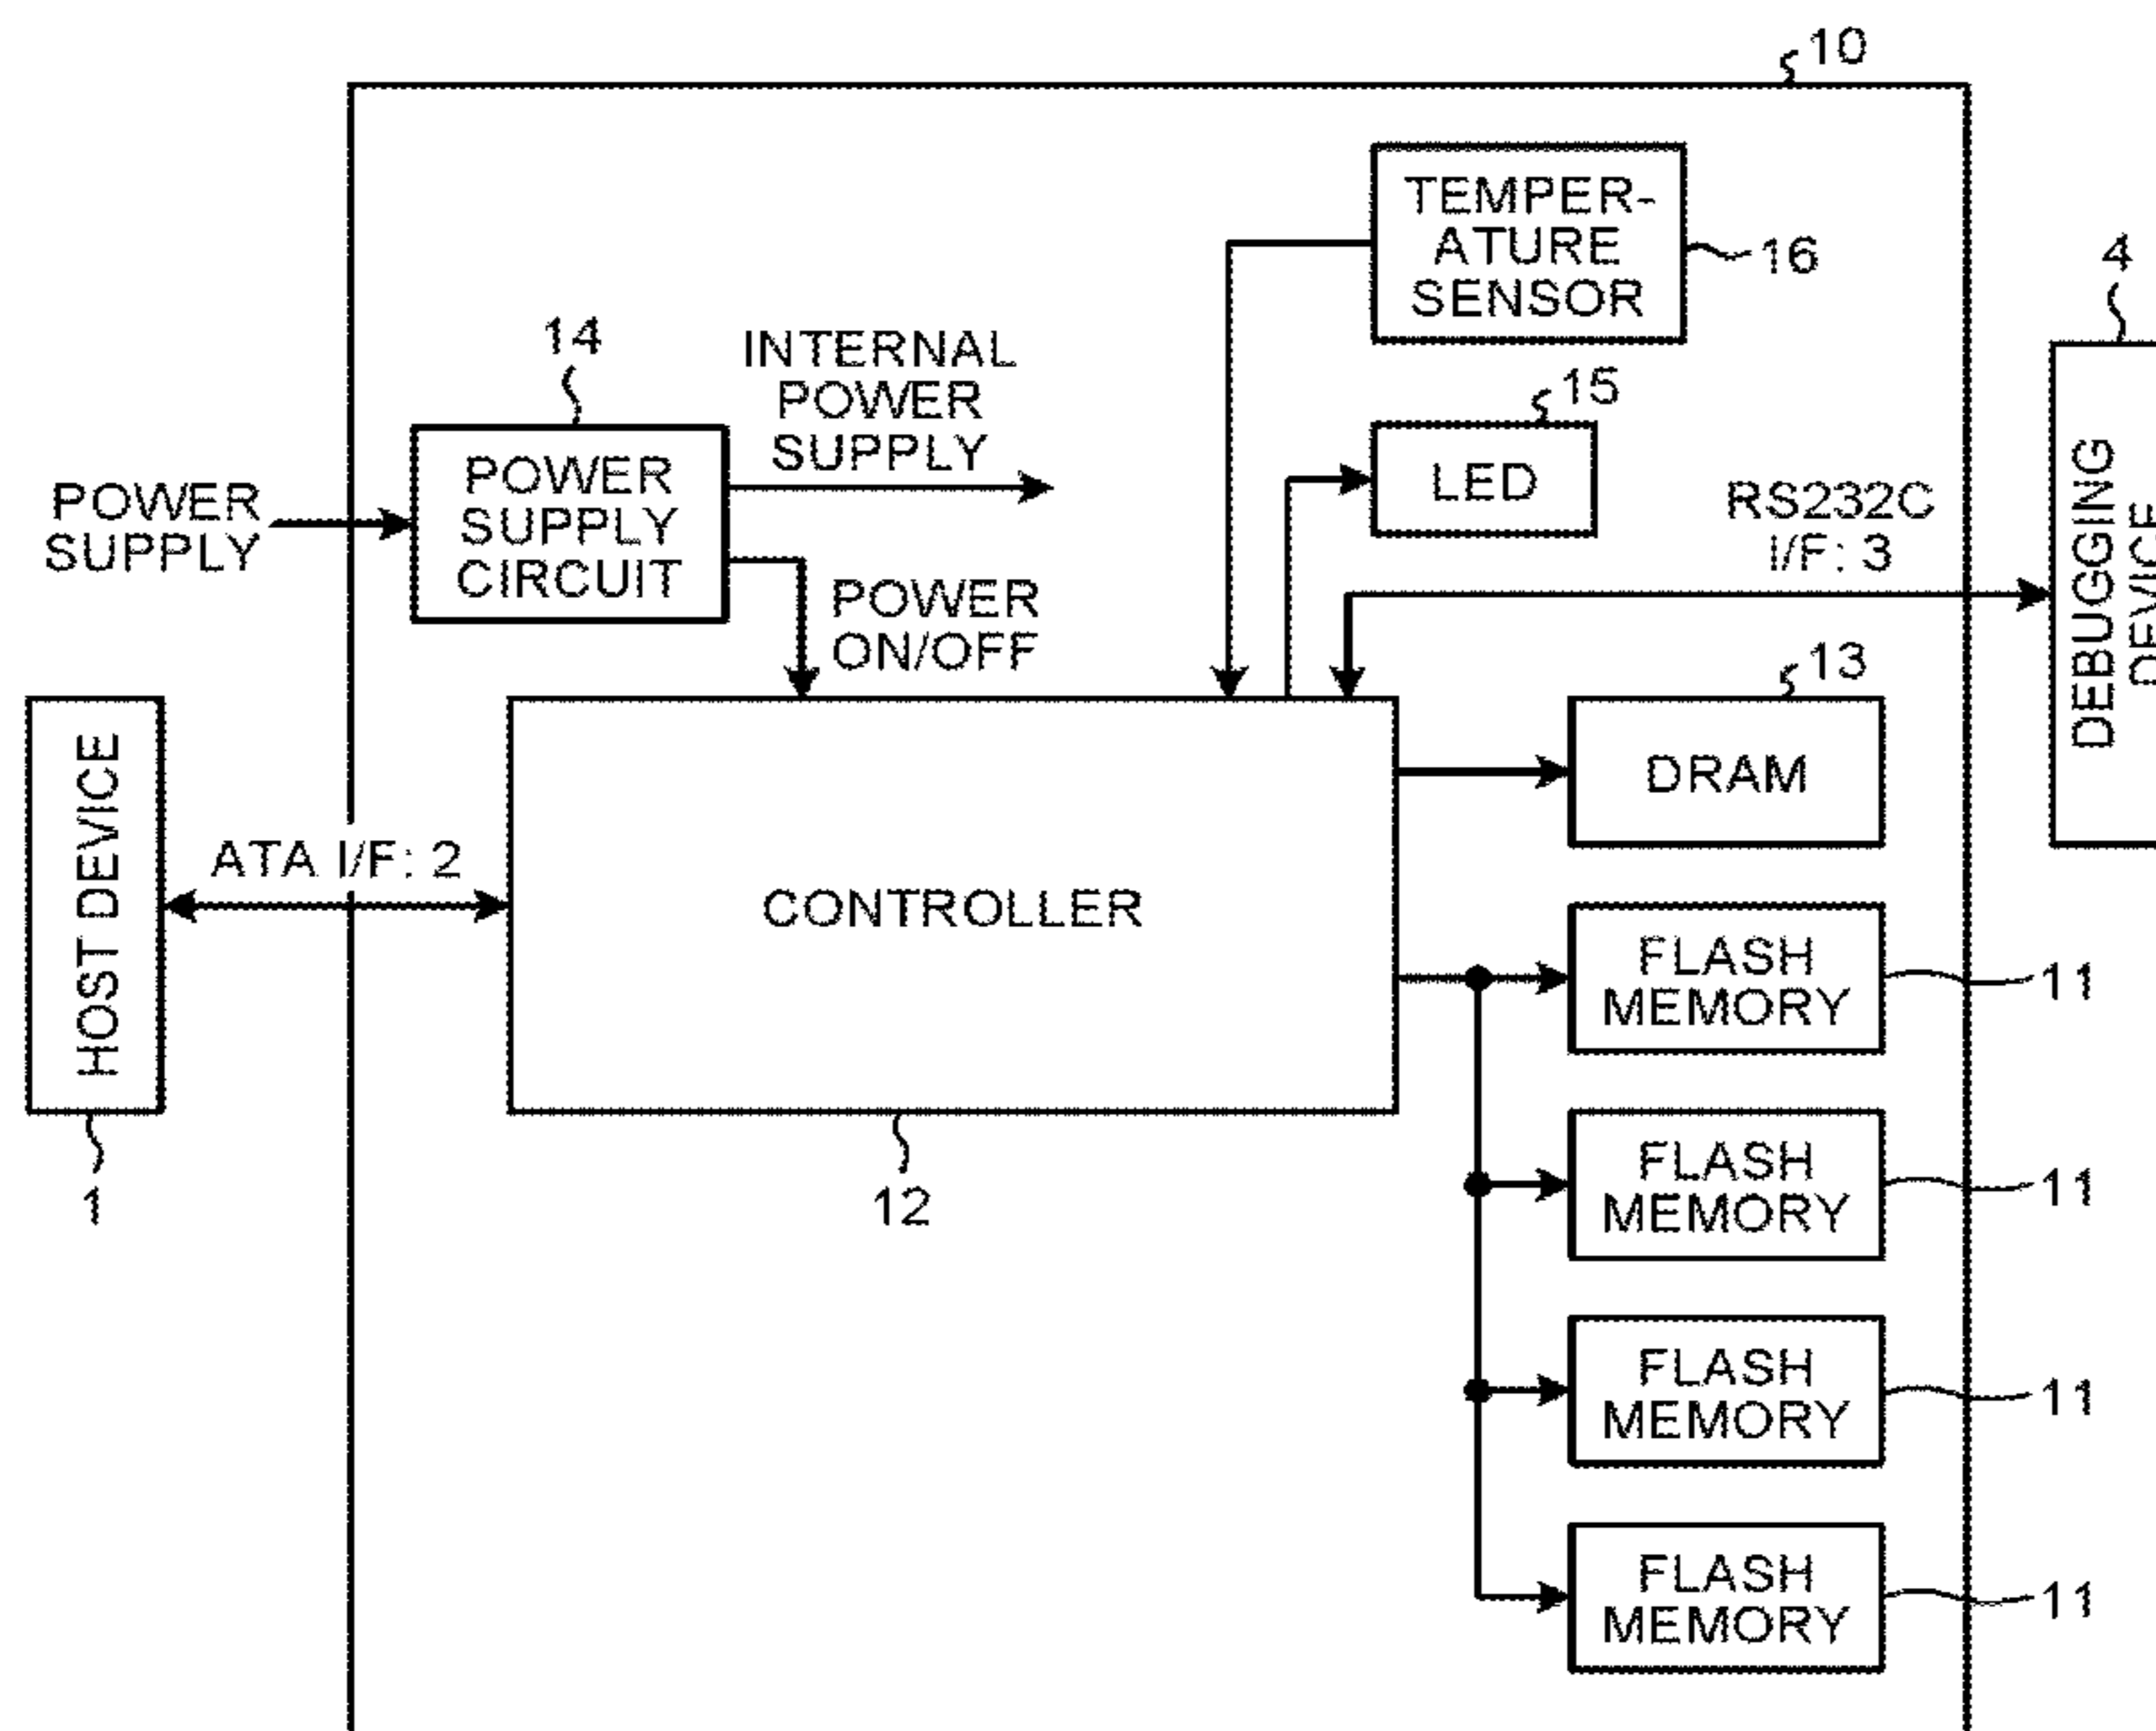 10
TEMPER-
ATURE
SENSOR
16
4
14
INTERNAL
POWER
SUPPLY
15
LED
POWER
SUPPLY
POWER
SUPPLY
CIRCUIT
RS232C
I/F: 3
DEBUGGING
DEVICE
POWER
ON/OFF
13
DRAM
HOST DEVICE
ATA I/F: 2
CONTROLLER
FLASH
MEMORY
11
1
12
FLASH
MEMORY
11
FLASH
MEMORY
11
FLASH
MEMORY
11